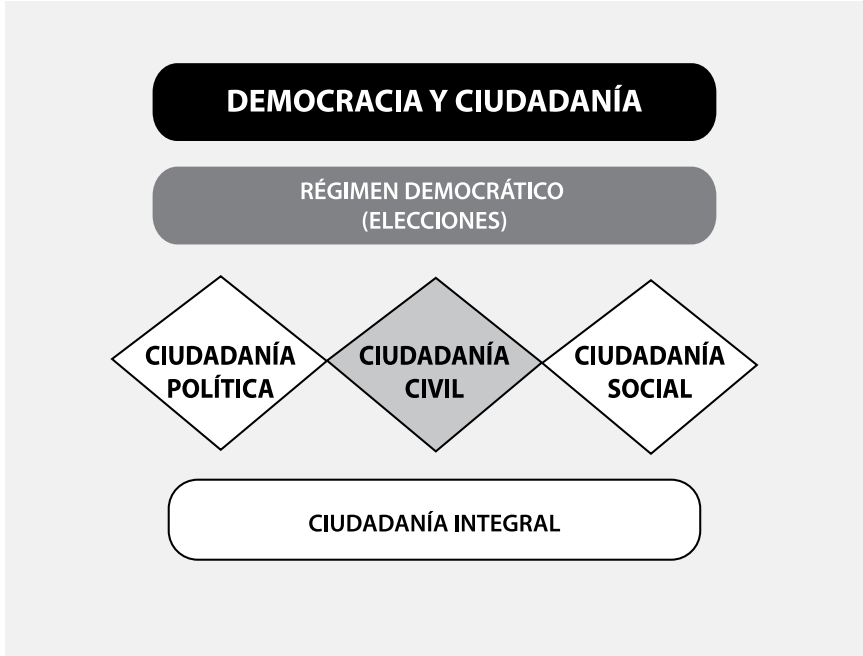 DEMOCRACIA Y CIUDADANÍA
RÉGIMEN DEMOCRÁTICO
(ELECCIONES)
CIUDADANÍA
POLÍTICA
CIUDADANÍA
CIVIL
CIUDADANÍA
SOCIAL
CIUDADANÍA INTEGRAL